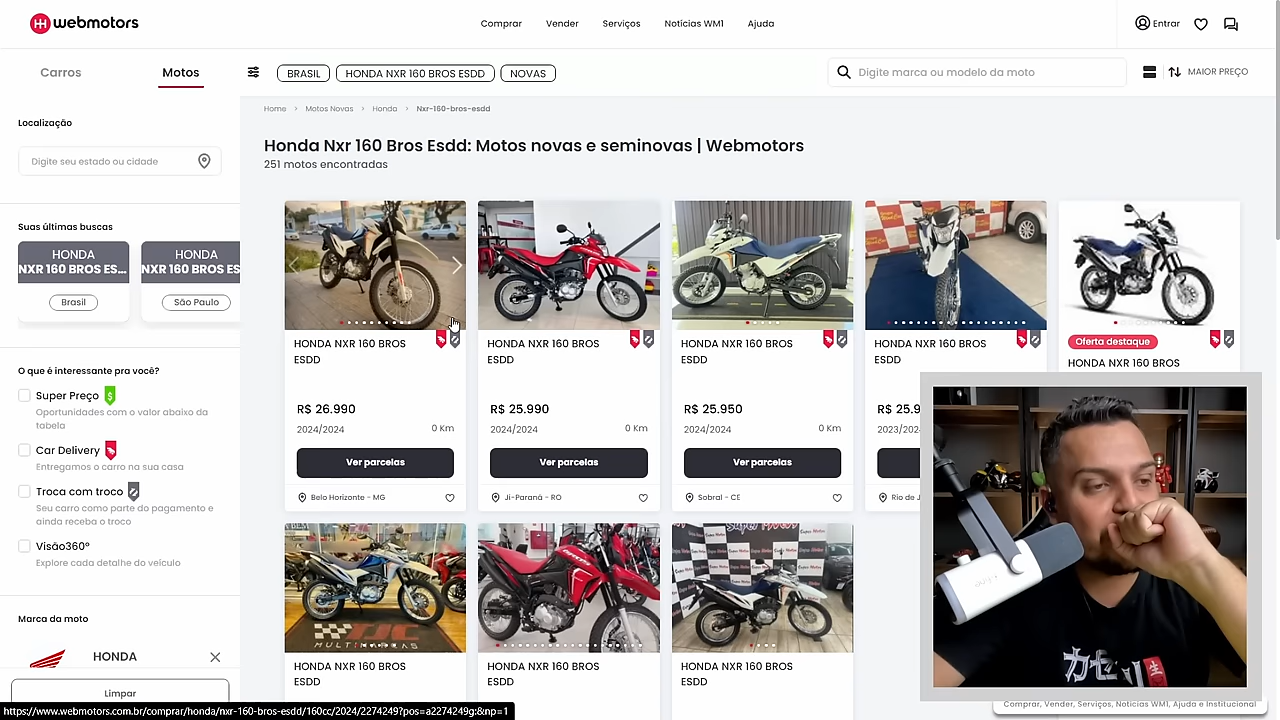 webmotors
Comprar
Vender
Serviços
Notícias WM1
Ajuda
Entrar
Carros
Motos
BRASIL
HONDA NXR 160 BROS ESDD
NOVAS
Digite marca ou modelo da moto
MAIOR PREÇO
Localização
Digite seu estado ou cidade
Suas últimas buscas
HONDA
NXR 160 BROS ES...
Brasil
HONDA
NXR 160 BROS ES
São Paulo
O que é interessante pra você?
Super Preço
Oportunidades com o valor abaixo da
tabela
Car Delivery
Entregamos o carro na sua casa
Troca com troco
Seu carro como parte do pagamento e
ainda receba o troco
Visão360º
Explore cada detalhe do veículo
Marca da moto
HONDA
Limpar
Home > Motos Novas > Honda > Nxr-160-bros-esdd
Honda Nxr 160 Bros Esdd: Motos novas e seminovas | Webmotors
251 motos encontradas
HONDA NXR 160 BROS
ESDD
R$ 26.990
2024/2024
0 Km
Ver parcelas
Belo Horizonte - MG
HONDA NXR 160 BROS
ESDD
R$ 25.990
2024/2024
0 Km
Ver parcelas
Ji-Paraná - RO
HONDA NXR 160 BROS
ESDD
R$ 25.950
2024/2024
0 Km
Ver parcelas
Sobral - CE
HONDA NXR 160 BROS
ESDD
R$ 25.9
2023/202
Rio de J
Oferta destaque
HONDA NXR 160 BROS
HONDA NXR 160 BROS
ESDD
HONDA NXR 160 BROS
ESDD
HONDA NXR 160 BROS
ESDD
Comprar, Vender, Serviços, Notícias WM1, Ajuda e Institucional
https://www.webmotors.com.br/comprar/honda/nxr-160-bros-esdd/160cc/2024/2274249?pos=a2274249g:&np=1